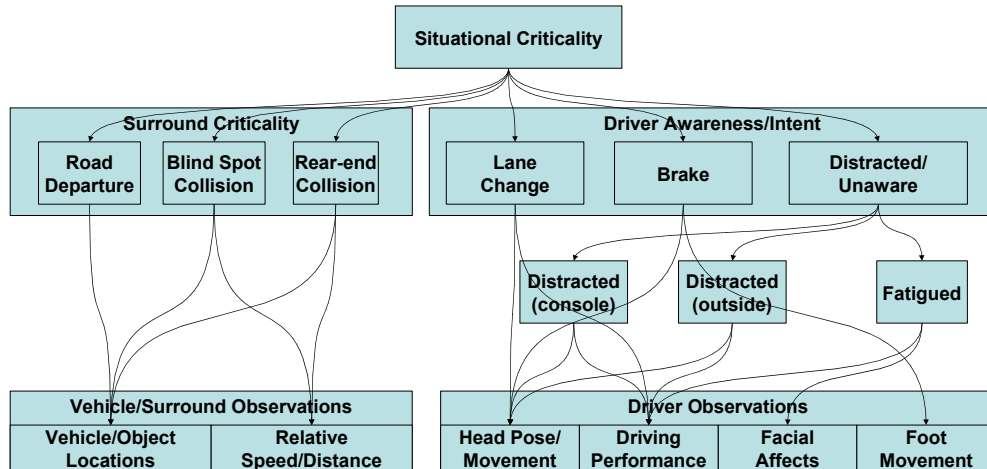 Situational Criticality
Surround Criticality
Driver Awareness/Intent
Road
Departure
Blind Spot
Collision
Rear-end
Collision
Lane
Change
Brake
Distracted/
Unaware
Distracted
(console)
Distracted
(outside)
Fatigued
Vehicle/Surround Observations
Driver Observations
Vehicle/Object
Locations
Relative
Speed/Distance
Head Pose/
Movement
Driving
Performance
Facial
Affects
Foot
Movement